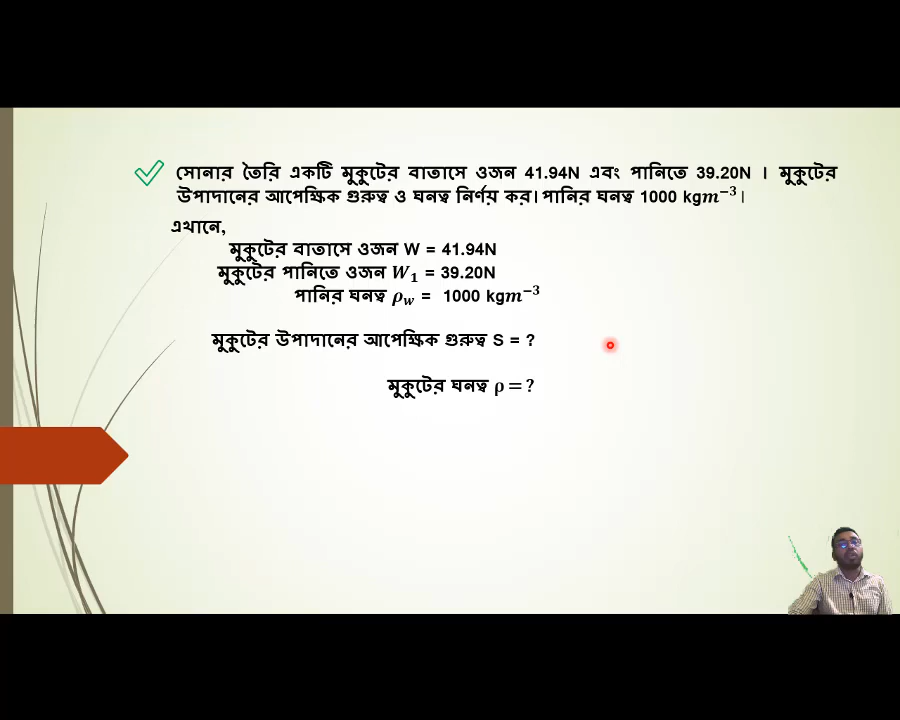 সোনার তৈরি একটি মুকুটের বাতাসে ওজন 41.94N এবং পানিতে 39.20N । মুকুটের
উপাদানের আপেক্ষিক গুরুত্ব ও ঘনত্ব নির্ণয় কর। পানির ঘনত্ব 1000 kgm⁻³।
এখানে,
মুকুটের বাতাসে ওজন W = 41.94N
মুকুটের পানিতে ওজন W₁ = 39.20N
পানির ঘনত্ব ρw = 1000 kgm⁻³
মুকুটের উপাদানের আপেক্ষিক গুরুত্ব S = ?
মুকুটের ঘনত্ব ρ = ?